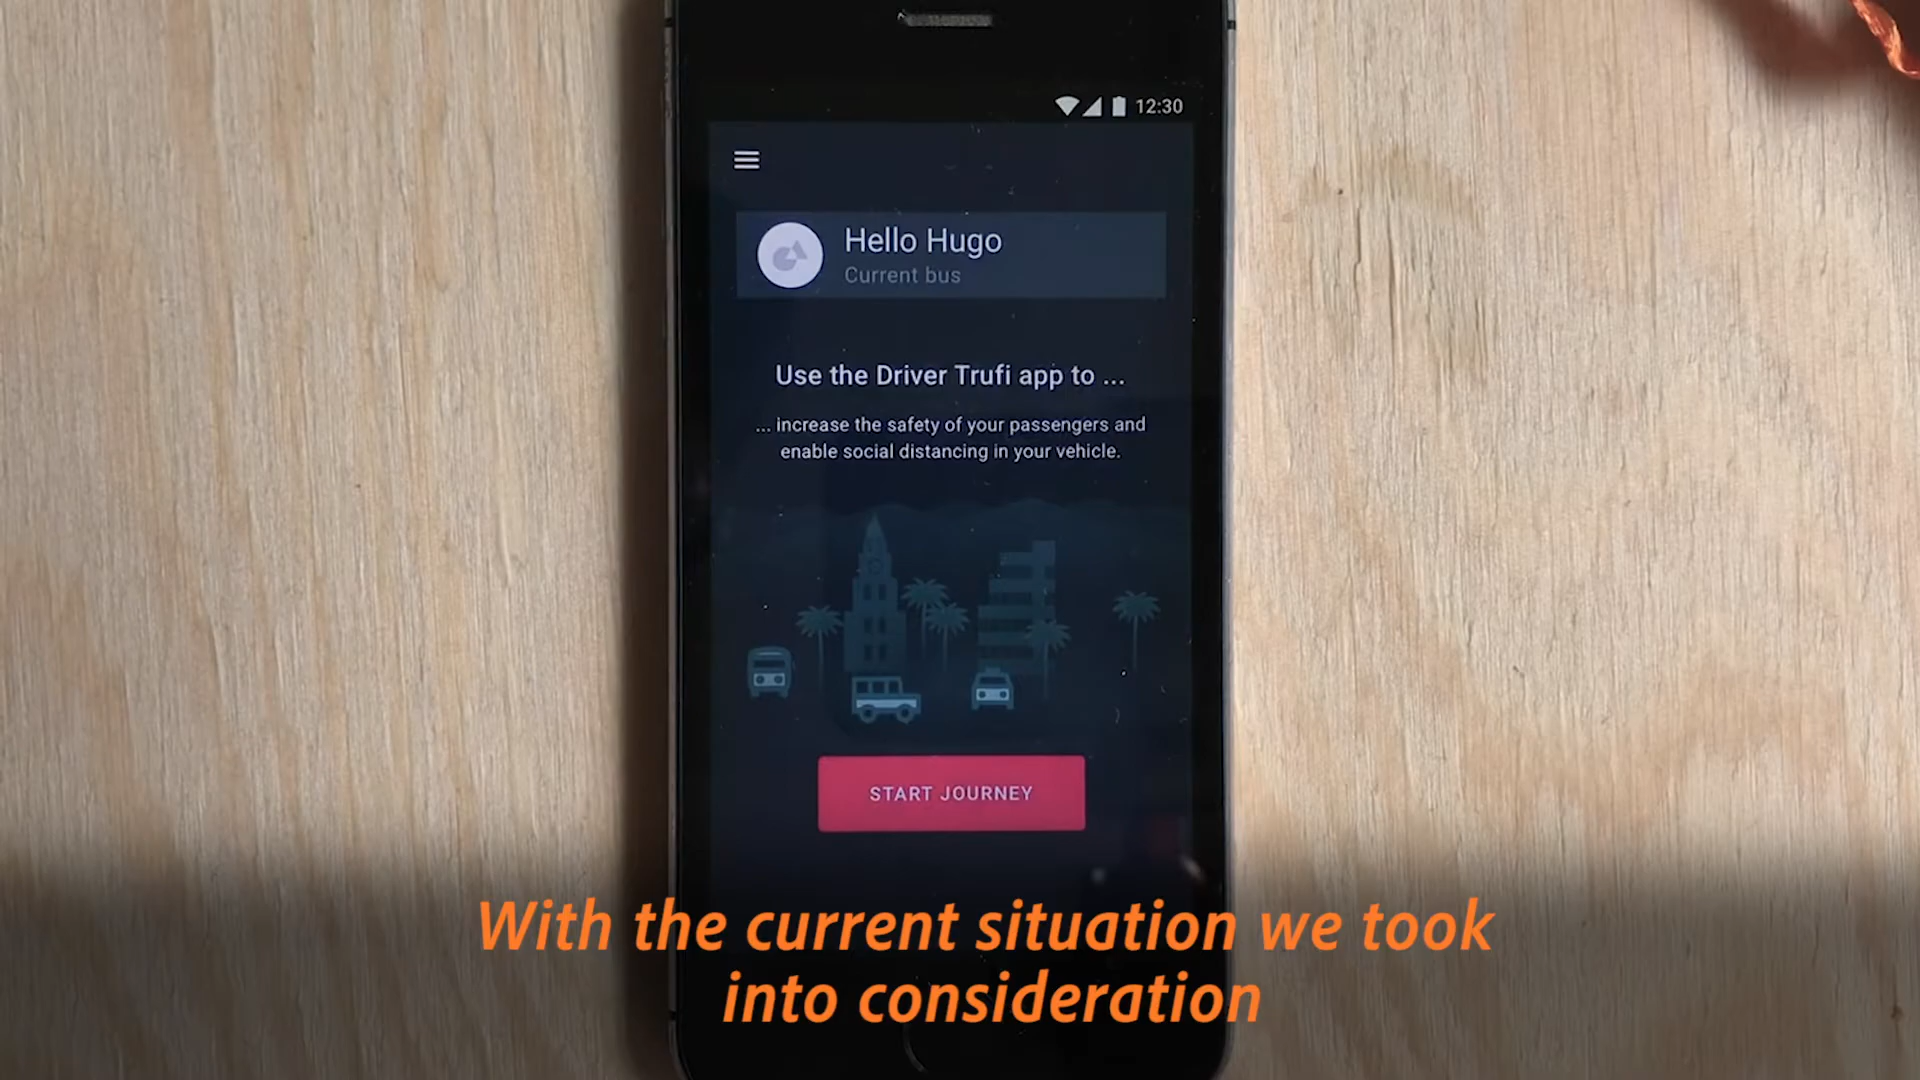 12:30
Hello Hugo
Current bus
Use the Driver Trufi app to ...
... increase the safety of your passengers and
enable social distancing in your vehicle.
START JOURNEY
With the current situation we took
into consideration